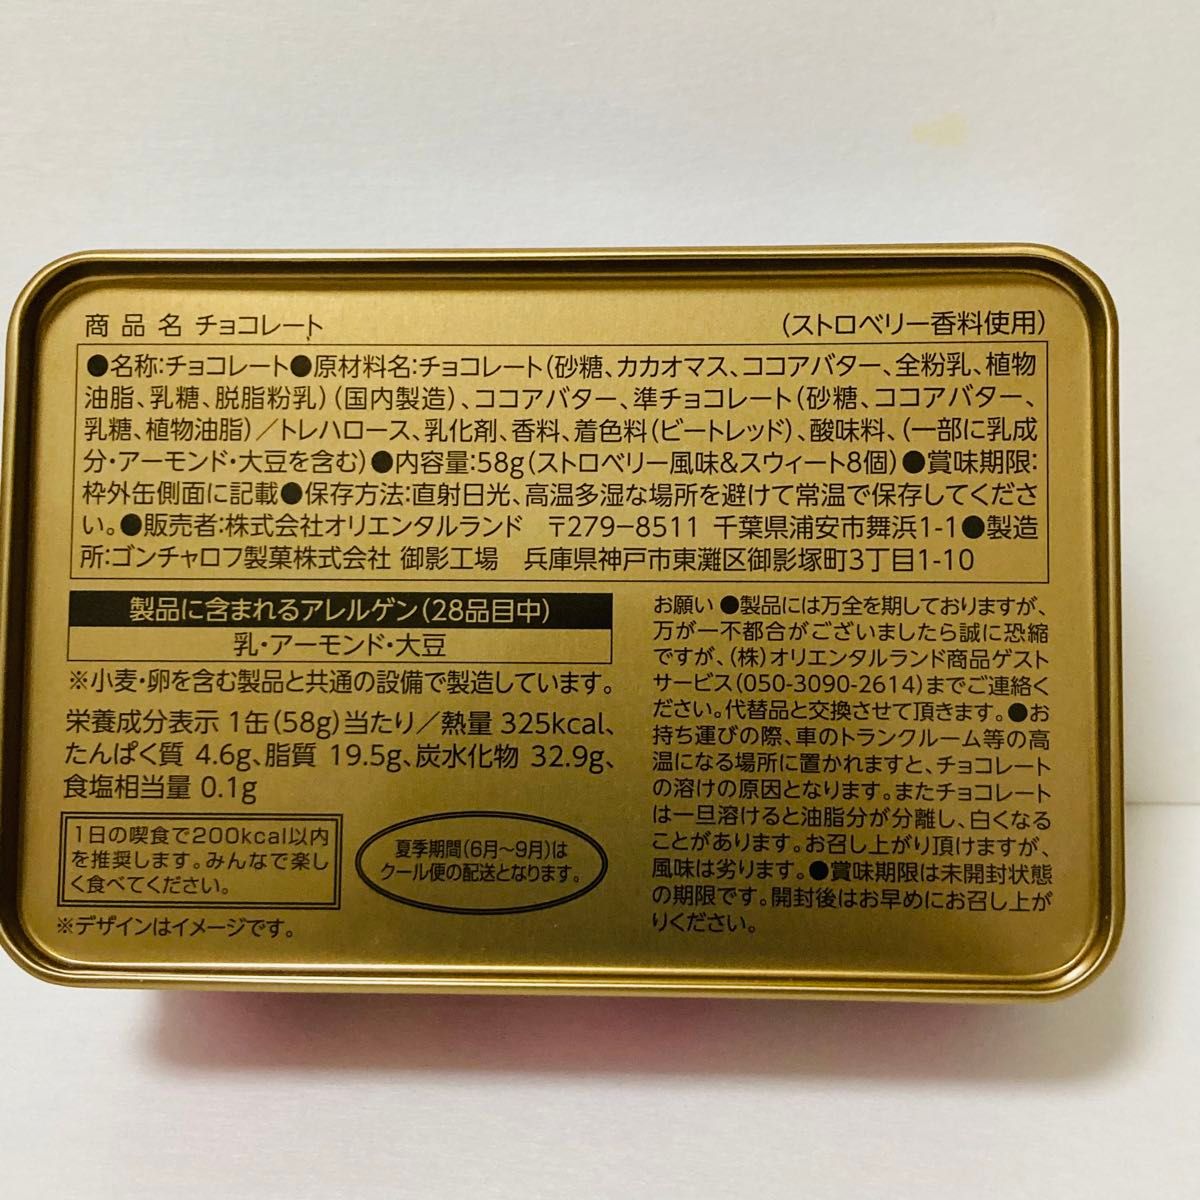 商品名 チョコレート (ストロベリー香料使用)
●名称:チョコレート●原材料名:チョコレート(砂糖、カカオマス、ココアバター、全粉乳、植物
油脂、乳糖、脱脂粉乳)(国内製造)、ココアバター、準チョコレート(砂糖、ココアバター、
乳糖、植物油脂)/トレハロース、乳化剤、香料、着色料(ビートレッド)、酸味料、(一部に乳成
分・アーモンド・大豆を含む)●内容量:58g(ストロベリー風味&スウィート8個)●賞味期限:
枠外缶側面に記載●保存方法:直射日光、高温多湿な場所を避けて常温で保存してくださ
い。●販売者:株式会社オリエンタルランド 〒279-8511 千葉県浦安市舞浜1-1●製造
所:ゴンチャロフ製菓株式会社 御影工場 兵庫県神戸市東灘区御影塚町3丁目1-10
製品に含まれるアレルゲン(28品目中)
乳・アーモンド・大豆
※小麦・卵を含む製品と共通の設備で製造しています。
栄養成分表示 1缶(58g)当たり/熱量 325kcal、
たんぱく質 4.6g、脂質 19.5g、炭水化物 32.9g、
食塩相当量 0.1g
1日の喫食で200kcal以内
を推奨します。みんなで楽し
く食べてください。
夏季期間(6月~9月)は
クール便の配送となります。
※デザインはイメージです。
お願い ●製品には万全を期しておりますが、
万が一不都合がございましたら誠に恐縮
ですが、(株)オリエンタルランド商品ゲスト
サービス(050-3090-2614)までご連絡く
ださい。代替品と交換させて頂きます。●お
持ち運びの際、車のトランクルーム等の高
温になる場所に置かれますと、チョコレート
の溶けの原因となります。またチョコレート
は一旦溶けると油脂分が分離し、白くなる
ことがあります。お召し上がり頂けますが、
風味は劣ります。●賞味期限は未開封状態
の期限です。開封後はお早めにお召し上が
りください。